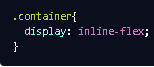 .container{
  display: inline-flex;
}